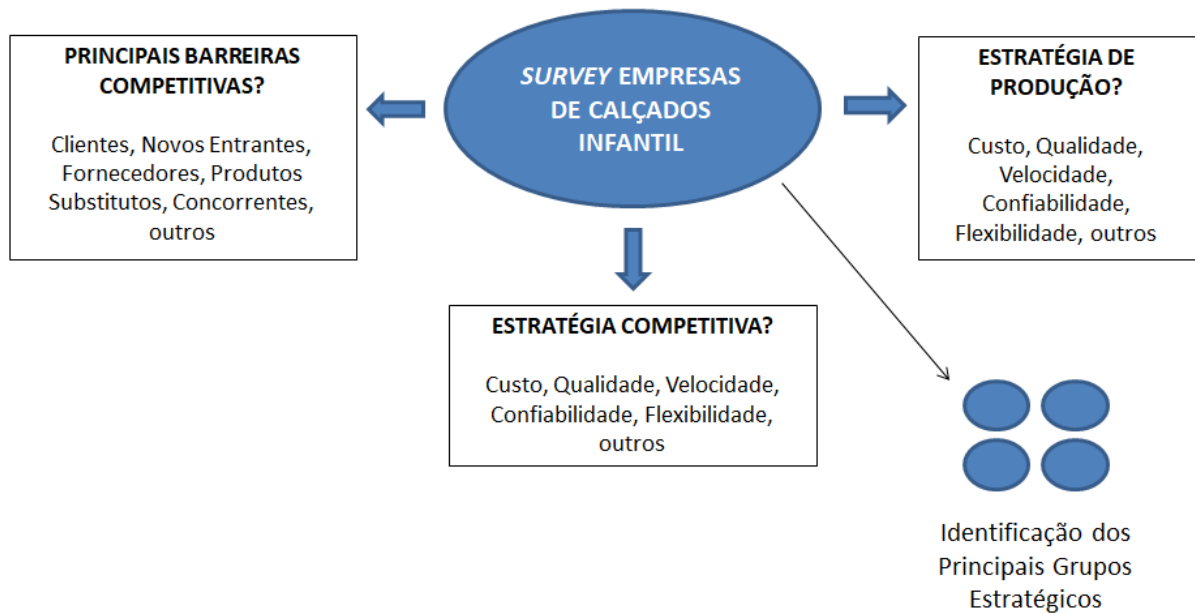 PRINCIPAIS BARREIRAS
COMPETITIVAS?
Clientes, Novos Entrantes,
Fornecedores, Produtos
Substitutos, Concorrentes,
outros
SURVEY EMPRESAS
DE CALÇADOS
INFANTIL
ESTRATÉGIA DE
PRODUÇÃO?
Custo, Qualidade,
Velocidade,
Confiabilidade,
Flexibilidade, outros
ESTRATÉGIA COMPETITIVA?
Custo, Qualidade, Velocidade,
Confiabilidade, Flexibilidade,
outros
Identificação dos
Principais Grupos
Estratégicos